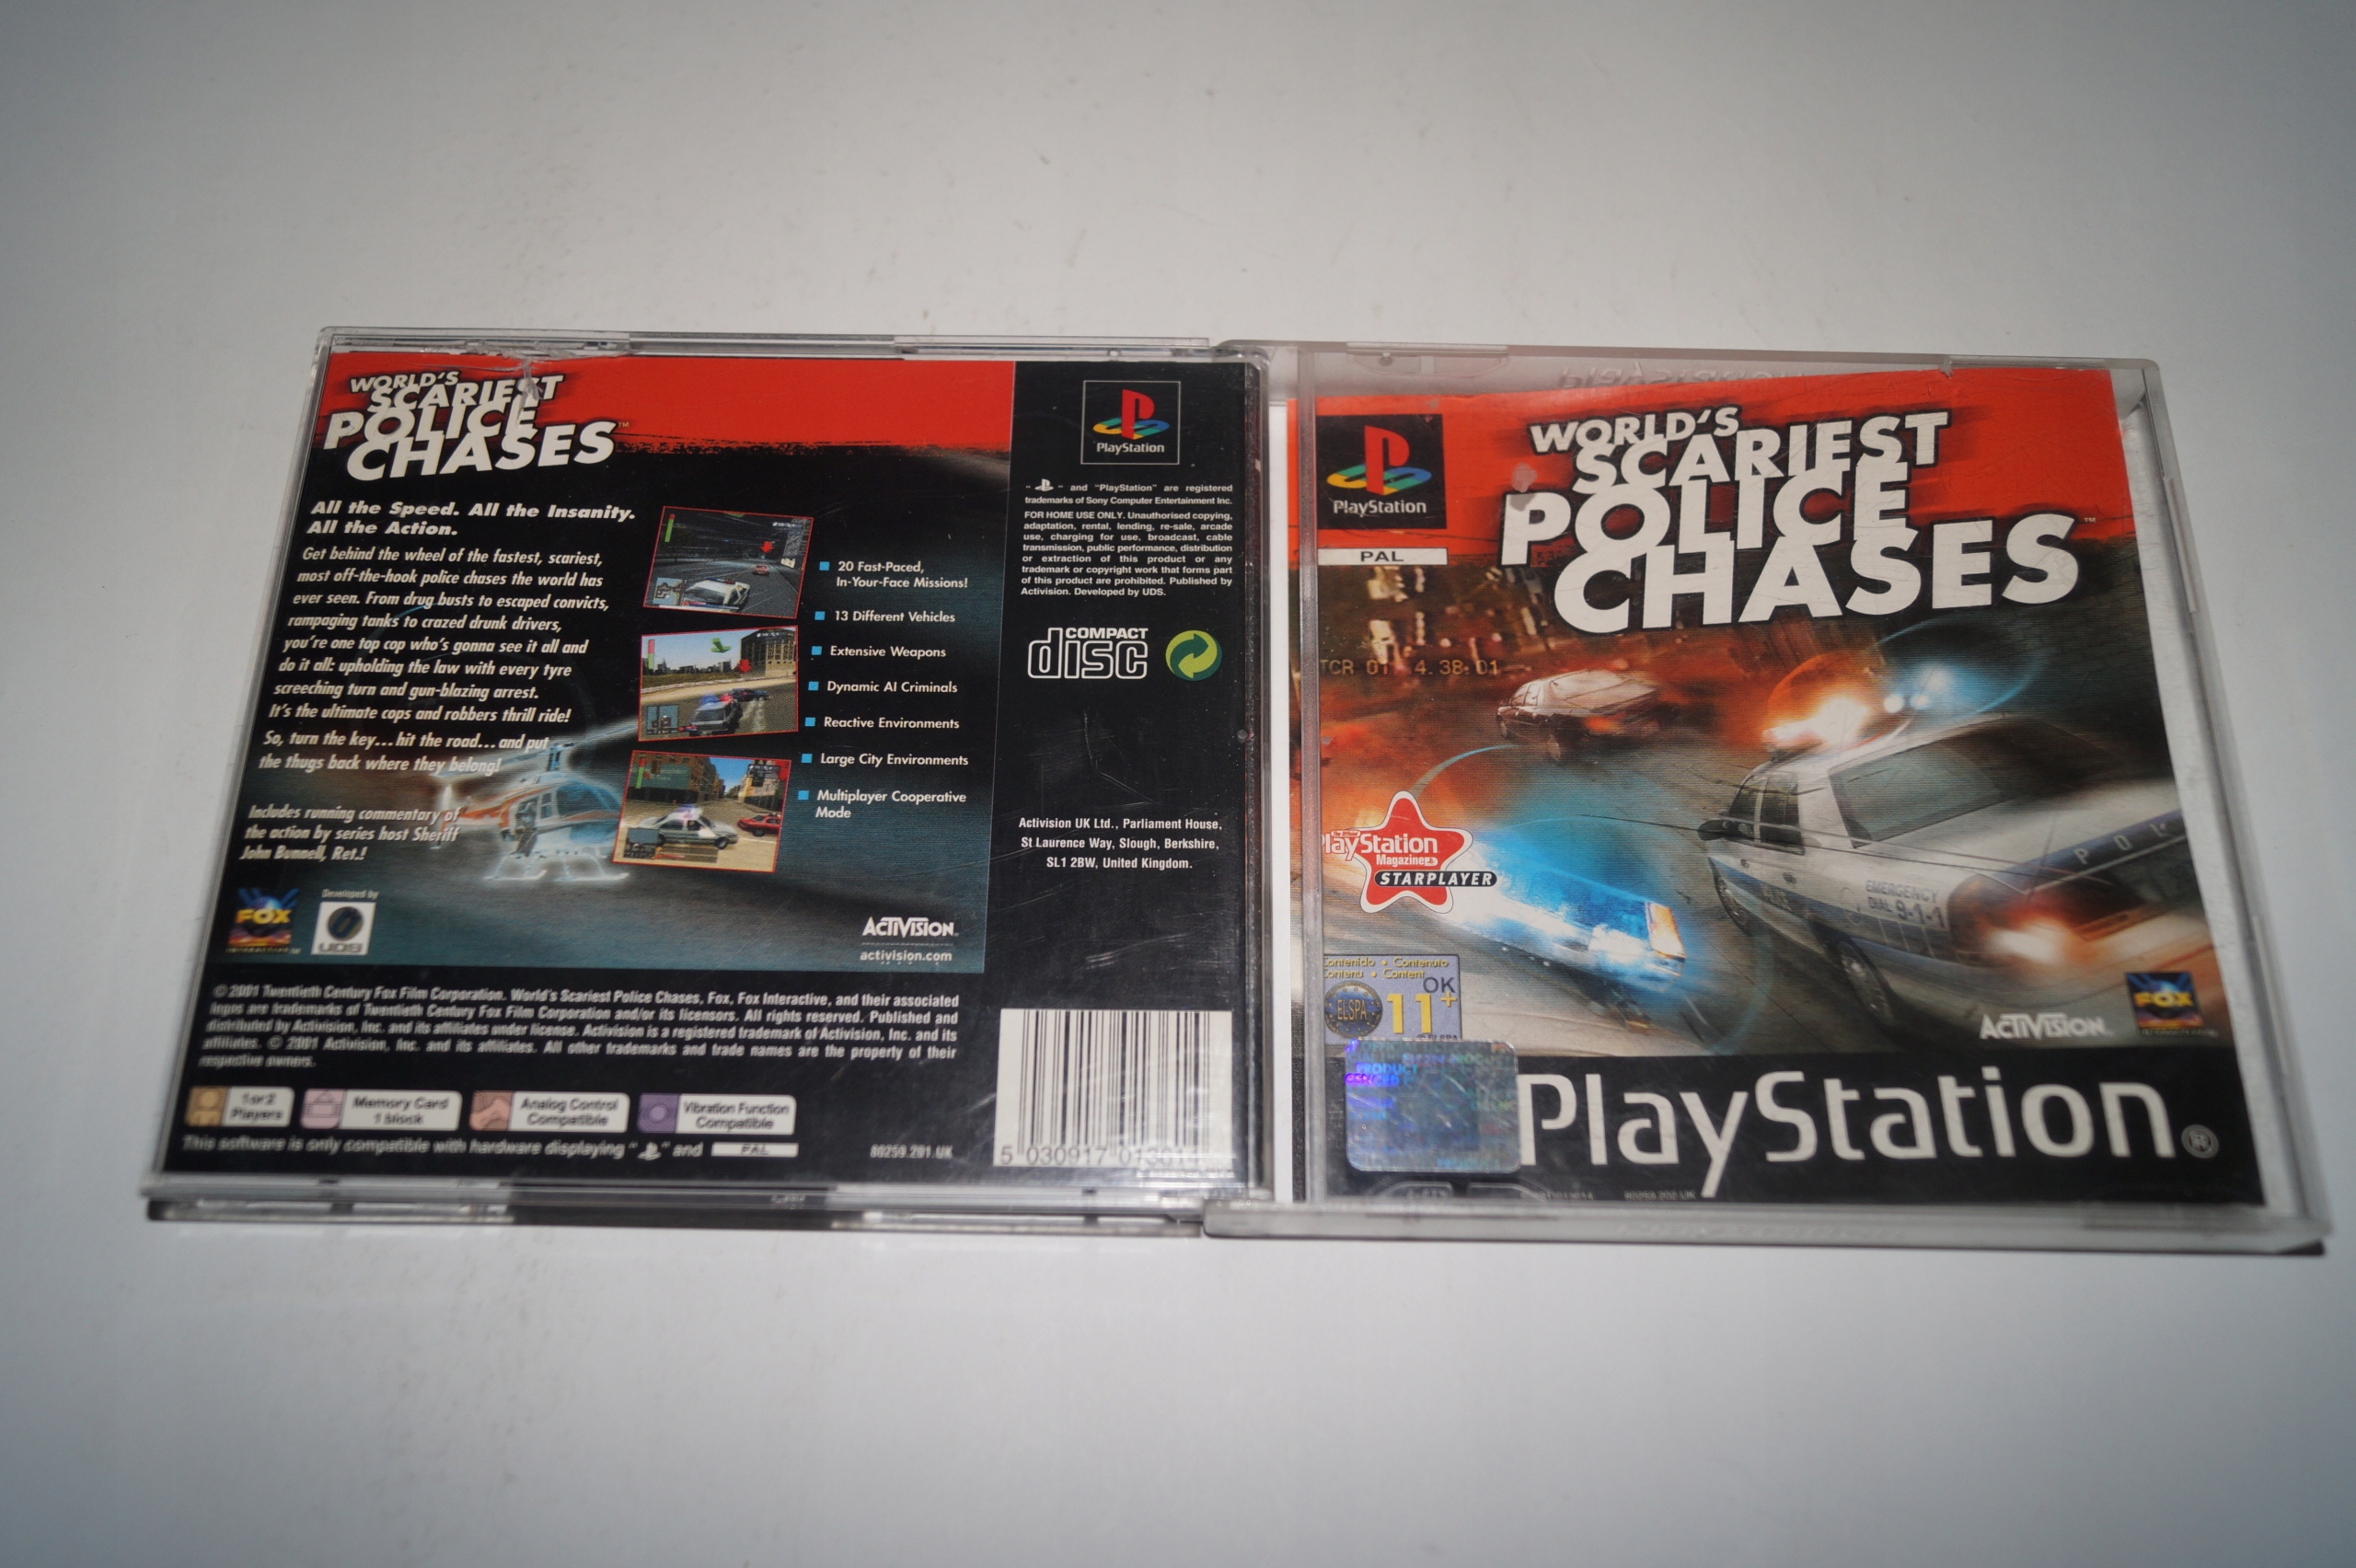 WORLD'S
SCARIEST
POLICE
CHASES™
All the Speed. All the Insanity.
All the Action.
Get behind the wheel of the fastest, scariest,
most off-the-hook police chases the world has
ever seen. From drug busts to escaped convicts,
rampaging tanks to crazed drunk drivers,
you're one top cop who's gonna see it all and
do it all: upholding the law with every tyre
screeching turn and gun-blazing arrest.
It's the ultimate cops and robbers thrill ride!
So, turn the key...hit the road...and put
the thugs back where they belong!
Includes running commentary of
the action by series host Sheriff
John Bunnell, Ret.!
20 Fast-Paced,
In-Your-Face Missions!
13 Different Vehicles
Extensive Weapons
Dynamic AI Criminals
Reactive Environments
Large City Environments
Multiplayer Cooperative
Mode
FOX
INTERACTIVE™
Developed by
UDS
ACTIVISION.
activision.com
© 2001 Twentieth Century Fox Film Corporation. World's Scariest Police Chases, Fox, Fox Interactive, and their associated
logos are trademarks of Twentieth Century Fox Film Corporation and/or its licensors. All rights reserved. Published and
distributed by Activision, Inc. and its affiliates under license. Activision is a registered trademark of Activision, Inc. and its
affiliates. © 2001 Activision, Inc. and its affiliates. All other trademarks and trade names are the property of their
respective owners.
1 or 2
Players
Memory Card
1 block
Analog Control
Compatible
Vibration Function
Compatible
This software is only compatible with hardware displaying " " and PAL
80259.201.UK
PlayStation
" " and "PlayStation" are registered
trademarks of Sony Computer Entertainment Inc.
FOR HOME USE ONLY. Unauthorised copying,
adaptation, rental, lending, re-sale, arcade
use, charging for use, broadcast, cable
transmission, public performance, distribution
or extraction of this product or any
trademark or copyright work that forms part
of this product are prohibited. Published by
Activision. Developed by UDS.
COMPACT
disc
Activision UK Ltd., Parliament House,
St Laurence Way, Slough, Berkshire,
SL1 2BW, United Kingdom.
5 030917
PlayStation
PAL
WORLD'S
SCARIEST
POLICE
CHASES™
TCR 01 4.38.01
PlayStation
Magazine
STARPLAYER
POL
EMERGENCY
DIAL 9-1-1
Contenido • Contenuto
Contenu • Content
OK
ELSPA
11+
PRODUCT
ACTIVISION.
FOX
PlayStation®
80259.202.UK